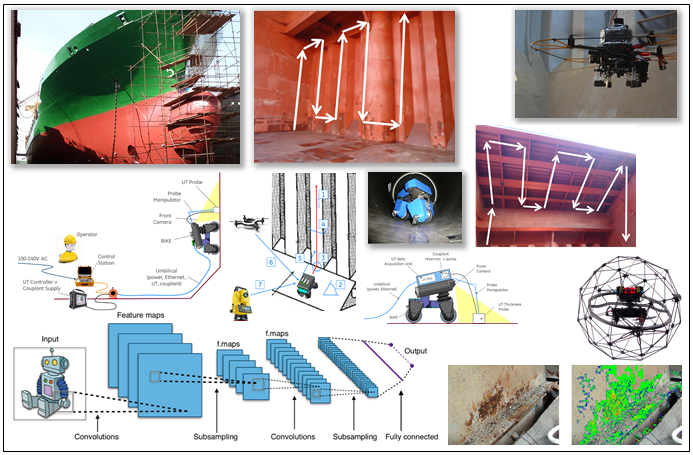 UT Probe
Probe
Manipulator
Front
Camera
BIKE
Operator
100-240V AC
Control
Station
UT Controller +
Couplant Supply
Umbilical
(power, Ethernet,
UT, couplant)
1
4
5
3
6
7
2
Couplant
reservoir + pump
UT data
Acquisition Unit
Front
Camera
Umbilical (power, Ethernet)
Probe
Manipulator
BIKE
UT Thickness
Probe
Feature maps
Input
f.maps
f.maps
Output
Convolutions
Subsampling
Convolutions
Subsampling
Fully connected